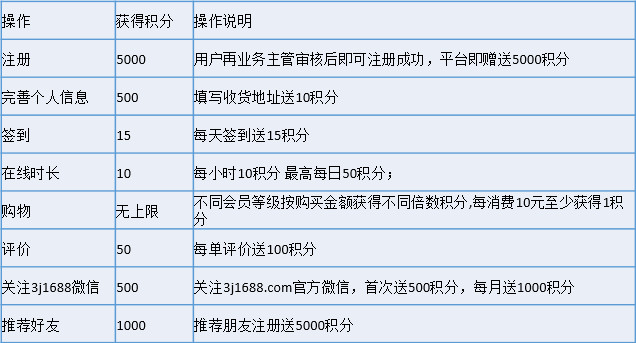 操作 获得积分 操作说明
注册 5000 用户再业务主管审核后即可注册成功，平台即赠送5000积分
完善个人信息 500 填写收货地址送10积分
签到 15 每天签到送15积分
在线时长 10 每小时10积分 最高每日50积分；
购物 无上限 不同会员等级按购买金额获得不同倍数积分,每消费10元至少获得1积
分
评价 50 每单评价送100积分
关注3j1688微信 500 关注3j1688.com官方微信，首次送500积分，每月送1000积分
推荐好友 1000 推荐朋友注册送5000积分